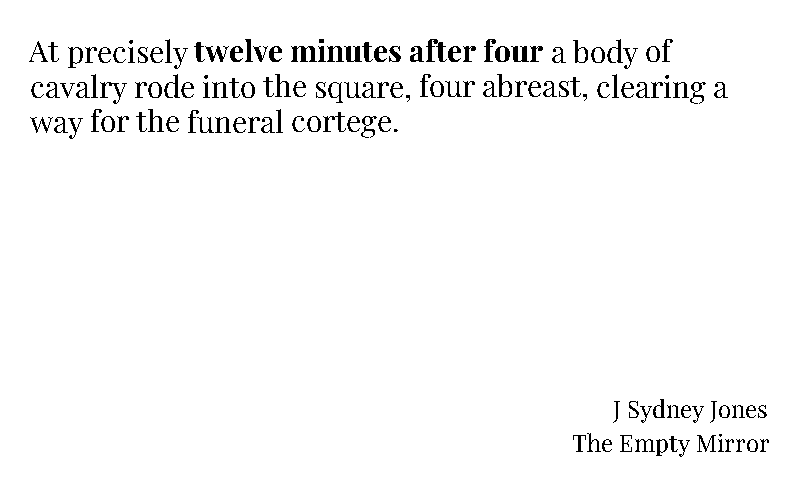 At precisely twelve minutes after four a body of
cavalry rode into the square, four abreast, clearing a
way for the funeral cortege.
J Sydney Jones
The Empty Mirror